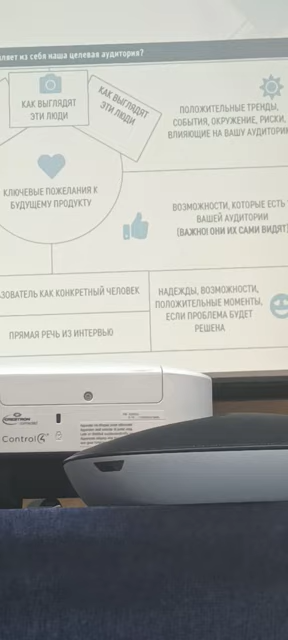 ляет из себя наша целевая аудитория?
КАК ВЫГЛЯДЯТ
ЭТИ ЛЮДИ
КАК ВЫГЛЯДЯТ
ЭТИ ЛЮДИ
ПОЛОЖИТЕЛЬНЫЕ ТРЕНДЫ,
СОБЫТИЯ, ОКРУЖЕНИЕ, РИСКИ,
ВЛИЯЮЩИЕ НА ВАШУ АУДИТОРИЮ
КЛЮЧЕВЫЕ ПОЖЕЛАНИЯ К
БУДУЩЕМУ ПРОДУКТУ
ВОЗМОЖНОСТИ, КОТОРЫЕ ЕСТЬ
ВАШЕЙ АУДИТОРИИ
(ВАЖНО! ОНИ ИХ САМИ ВИДЯТ)
ЗОВАТЕЛЬ КАК КОНКРЕТНЫЙ ЧЕЛОВЕК
ПРЯМАЯ РЕЧЬ ИЗ ИНТЕРВЬЮ
НАДЕЖДЫ, ВОЗМОЖНОСТИ,
ПОЛОЖИТЕЛЬНЫЕ МОМЕНТЫ,
ЕСЛИ ПРОБЛЕМА БУДЕТ
РЕШЕНА
CRESTRON
Control4